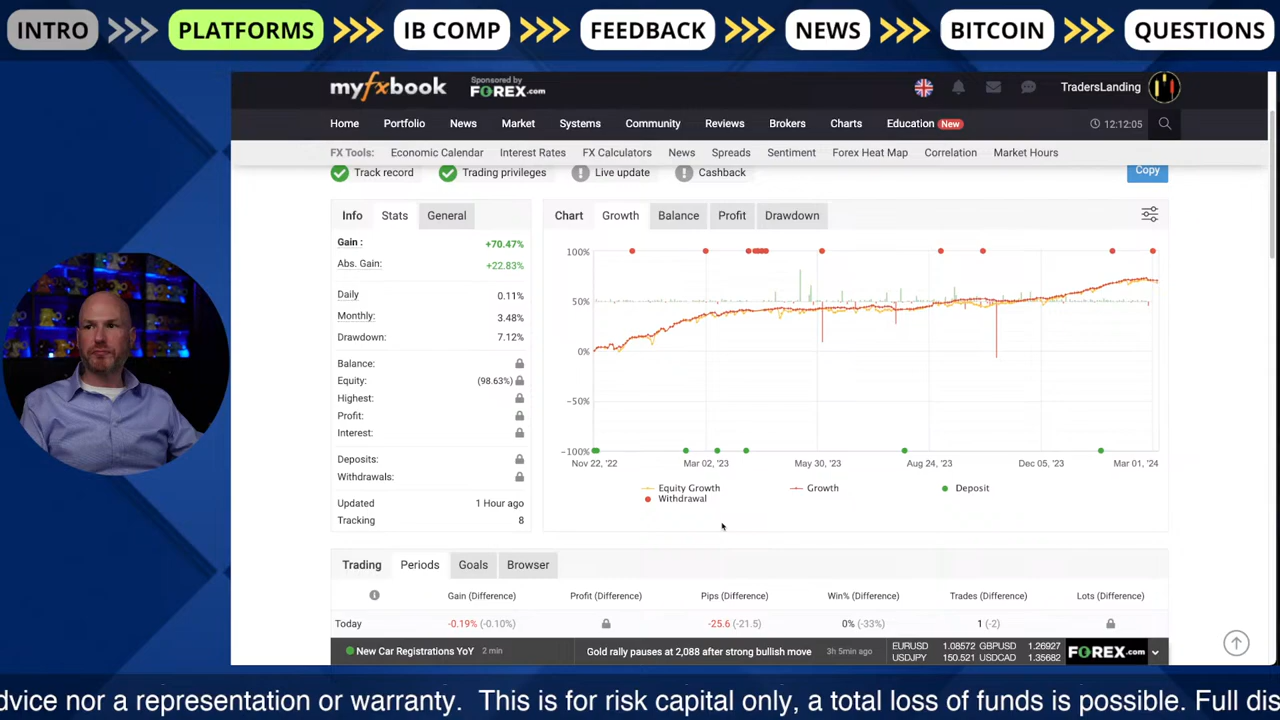 INTRO PLATFORMS IB COMP FEEDBACK NEWS BITCOIN QUESTIONS
myfxbook Sponsored by FOREX.com TradersLanding
Home Portfolio News Market Systems Community Reviews Brokers Charts Education New 12:12:05
FX Tools: Economic Calendar Interest Rates FX Calculators News Spreads Sentiment Forex Heat Map Correlation Market Hours
Track record Trading privileges Live update Cashback Copy
Info Stats General
Gain : +70.47%
Abs. Gain: +22.83%
Daily 0.11%
Monthly: 3.48%
Drawdown: 7.12%
Balance:
Equity: (98.63%)
Highest:
Profit:
Interest:
Deposits:
Withdrawals:
Updated 1 Hour ago
Tracking 8
Chart Growth Balance Profit Drawdown
100%
50%
0%
−50%
−100%
Nov 22, '22 Mar 02, '23 May 30, '23 Aug 24, '23 Dec 05, '23 Mar 01, '24
Equity Growth Growth Deposit
Withdrawal
Trading Periods Goals Browser
Gain (Difference) Profit (Difference) Pips (Difference) Win% (Difference) Trades (Difference) Lots (Difference)
Today -0.19% (-0.10%) -25.6 (-21.5) 0% (-33%) 1 (-2)
New Car Registrations YoY 2 min Gold rally pauses at 2,088 after strong bullish move 3h 5min ago
EURUSD 1.08572 GBPUSD 1.26927
USDJPY 150.521 USDCAD 1.35682
FOREX.com
dvice nor a representation or warranty. This is for risk capital only, a total loss of funds is possible. Full dis